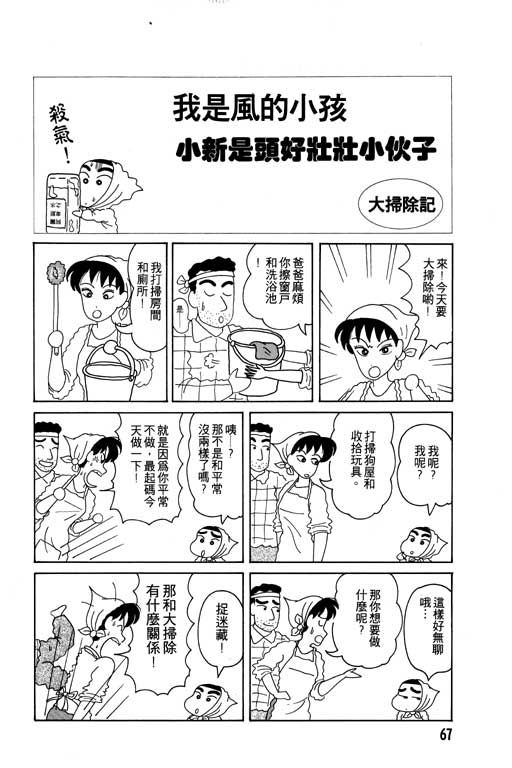 我是風的小孩
小新是頭好壯壯小伙子
大掃除記
殺氣！
來！今天要
大掃除喲！
爸爸麻煩
你擦窗戶
和洗浴池
！
是
我打掃房間
和廁所！
我呢？
我呢？
打掃狗屋和
收拾玩具。
咦！？
那不是和平常
沒兩樣了嗎？
就是因為你平常
不做，最起碼今
天做一下！
這樣好無聊
哦…
那你想要做
什麼呢？
捉迷藏！
那和大掃除
有什麼關係！
67